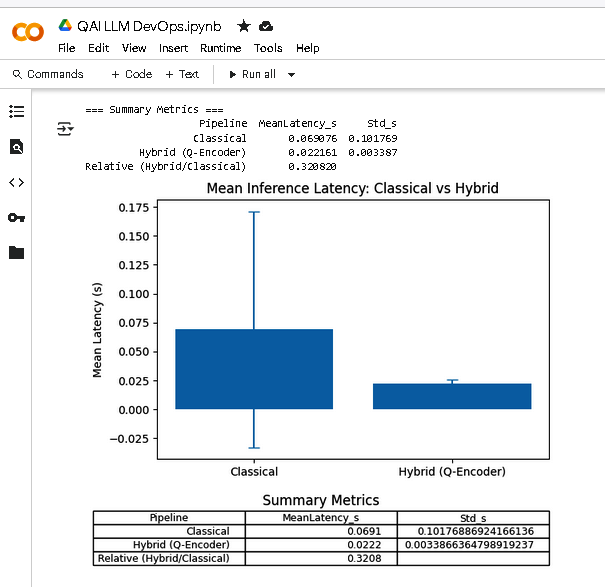 QAI LLM DevOps.ipynb
File Edit View Insert Runtime Tools Help
Commands + Code + Text Run all
=== Summary Metrics ===
Pipeline MeanLatency_s Std_s
Classical 0.069076 0.101769
Hybrid (Q-Encoder) 0.022161 0.003387
Relative (Hybrid/Classical) 0.320820
Mean Inference Latency: Classical vs Hybrid
0.175
0.150
0.125
0.100
0.075
0.050
0.025
0.000
−0.025
Mean Latency (s)
Classical Hybrid (Q-Encoder)
Summary Metrics
Pipeline MeanLatency_s Std_s
Classical 0.0691 0.10176886924166136
Hybrid (Q-Encoder) 0.0222 0.0033866364798919237
Relative (Hybrid/Classical) 0.3208